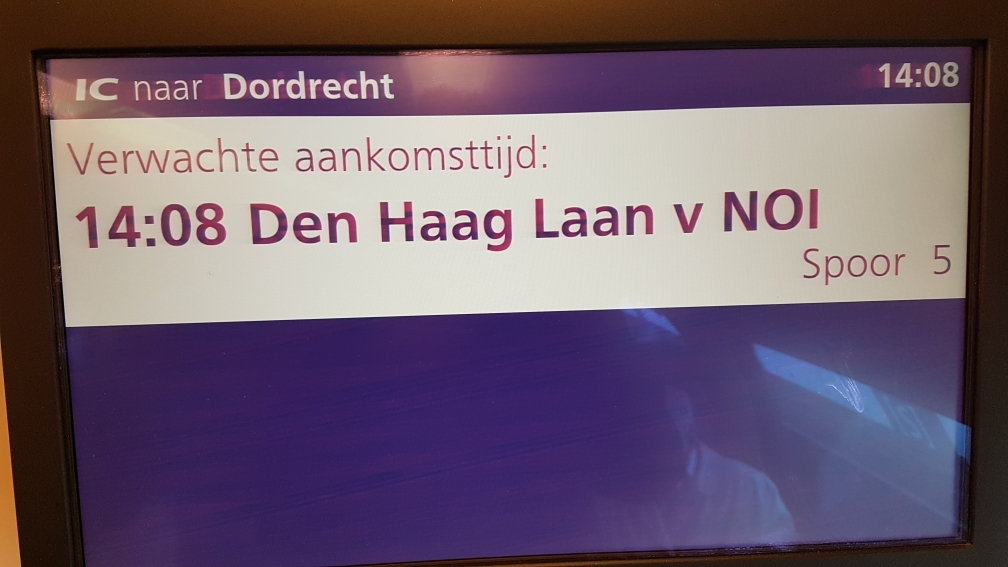 IC naar Dordrecht 14:08
Verwachte aankomsttijd:
14:08 Den Haag Laan v NOI
Spoor 5